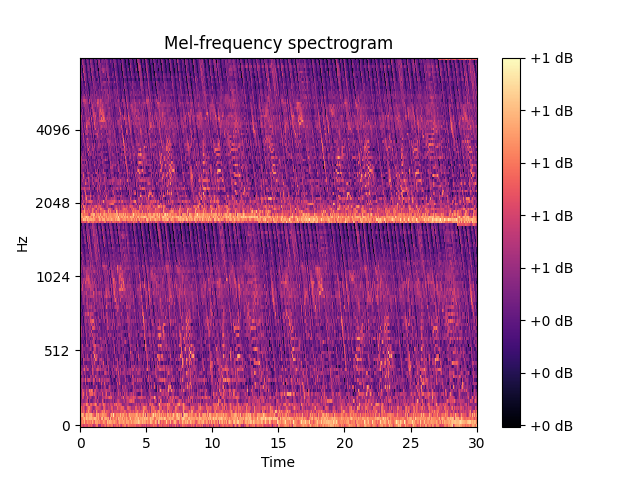 Mel-frequency spectrogram
Hz
4096
2048
1024
512
0
0 5 10 15 20 25 30
Time
+1 dB
+1 dB
+1 dB
+1 dB
+1 dB
+0 dB
+0 dB
+0 dB